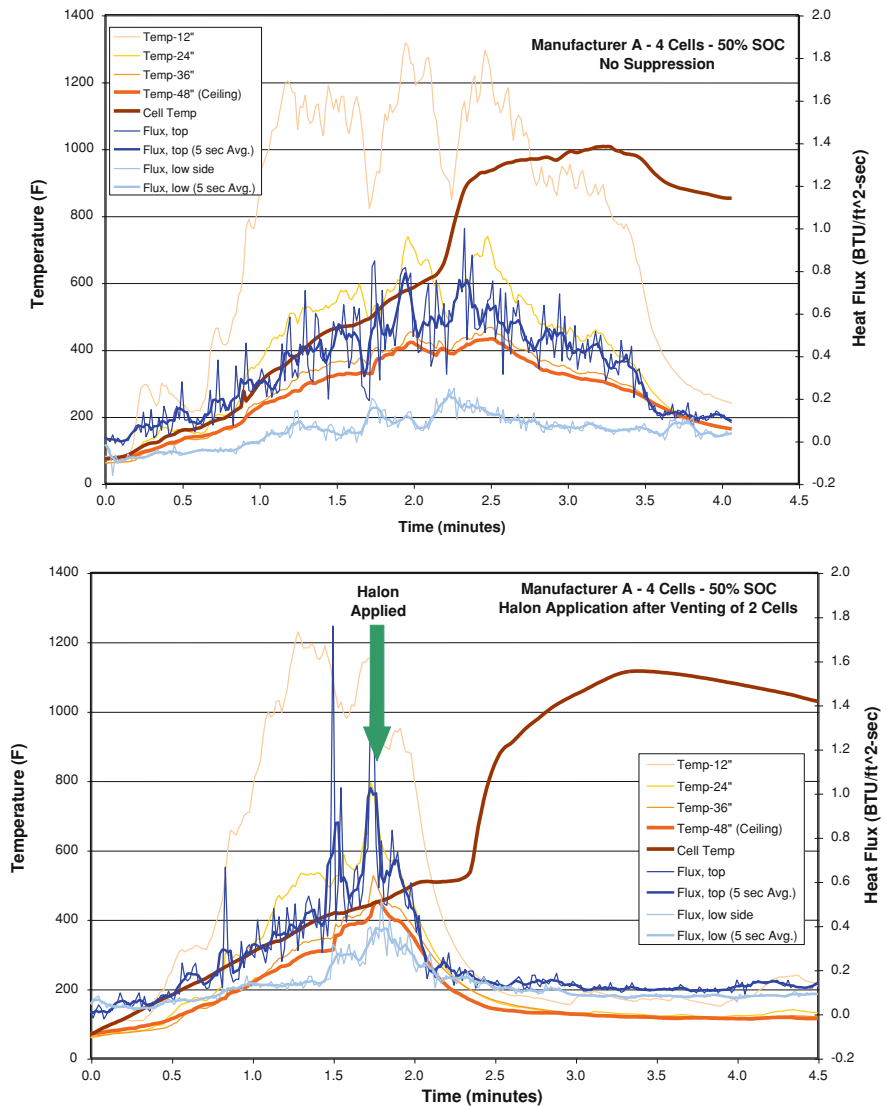 Manufacturer A - 4 Cells - 50% SOC
No Suppression
Temp-12"
Temp-24"
Temp-36"
Temp-48" (Ceiling)
Cell Temp
Flux, top
Flux, top (5 sec Avg.)
Flux, low side
Flux, low (5 sec Avg.)
Temperature (F)
1400
1200
1000
800
600
400
200
0
Heat Flux (BTU/ft^2-sec)
2.0
1.8
1.6
1.4
1.2
1.0
0.8
0.6
0.4
0.2
0.0
-0.2
0.0 0.5 1.0 1.5 2.0 2.5 3.0 3.5 4.0 4.5
Time (minutes)
Manufacturer A - 4 Cells - 50% SOC
Halon Application after Venting of 2 Cells
Halon
Applied
Temperature (F)
1400
1200
1000
800
600
400
200
0
Temp-12"
Temp-24"
Temp-36"
Temp-48" (Ceiling)
Cell Temp
Flux, top
Flux, top (5 sec Avg.)
Flux, low side
Flux, low (5 sec Avg.)
Heat Flux (BTU/ft^2-sec)
2.0
1.8
1.6
1.4
1.2
1.0
0.8
0.6
0.4
0.2
0.0
-0.2
0.0 0.5 1.0 1.5 2.0 2.5 3.0 3.5 4.0 4.5
Time (minutes)